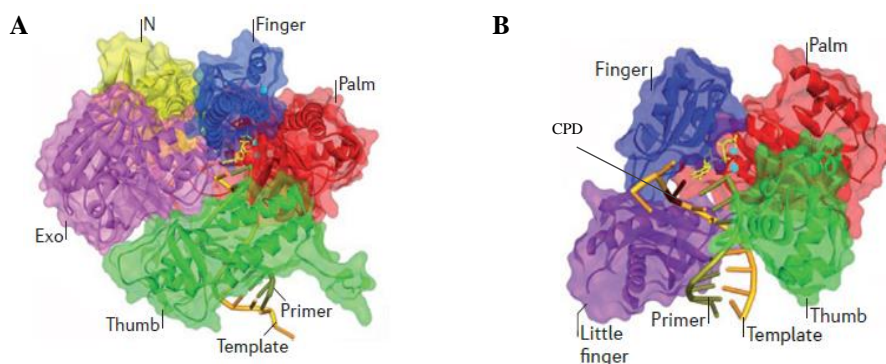 A
N
Finger
Palm
Exo
Thumb
Primer
Template
B
Palm
Finger
CPD
Little
finger
Primer
Template
Thumb